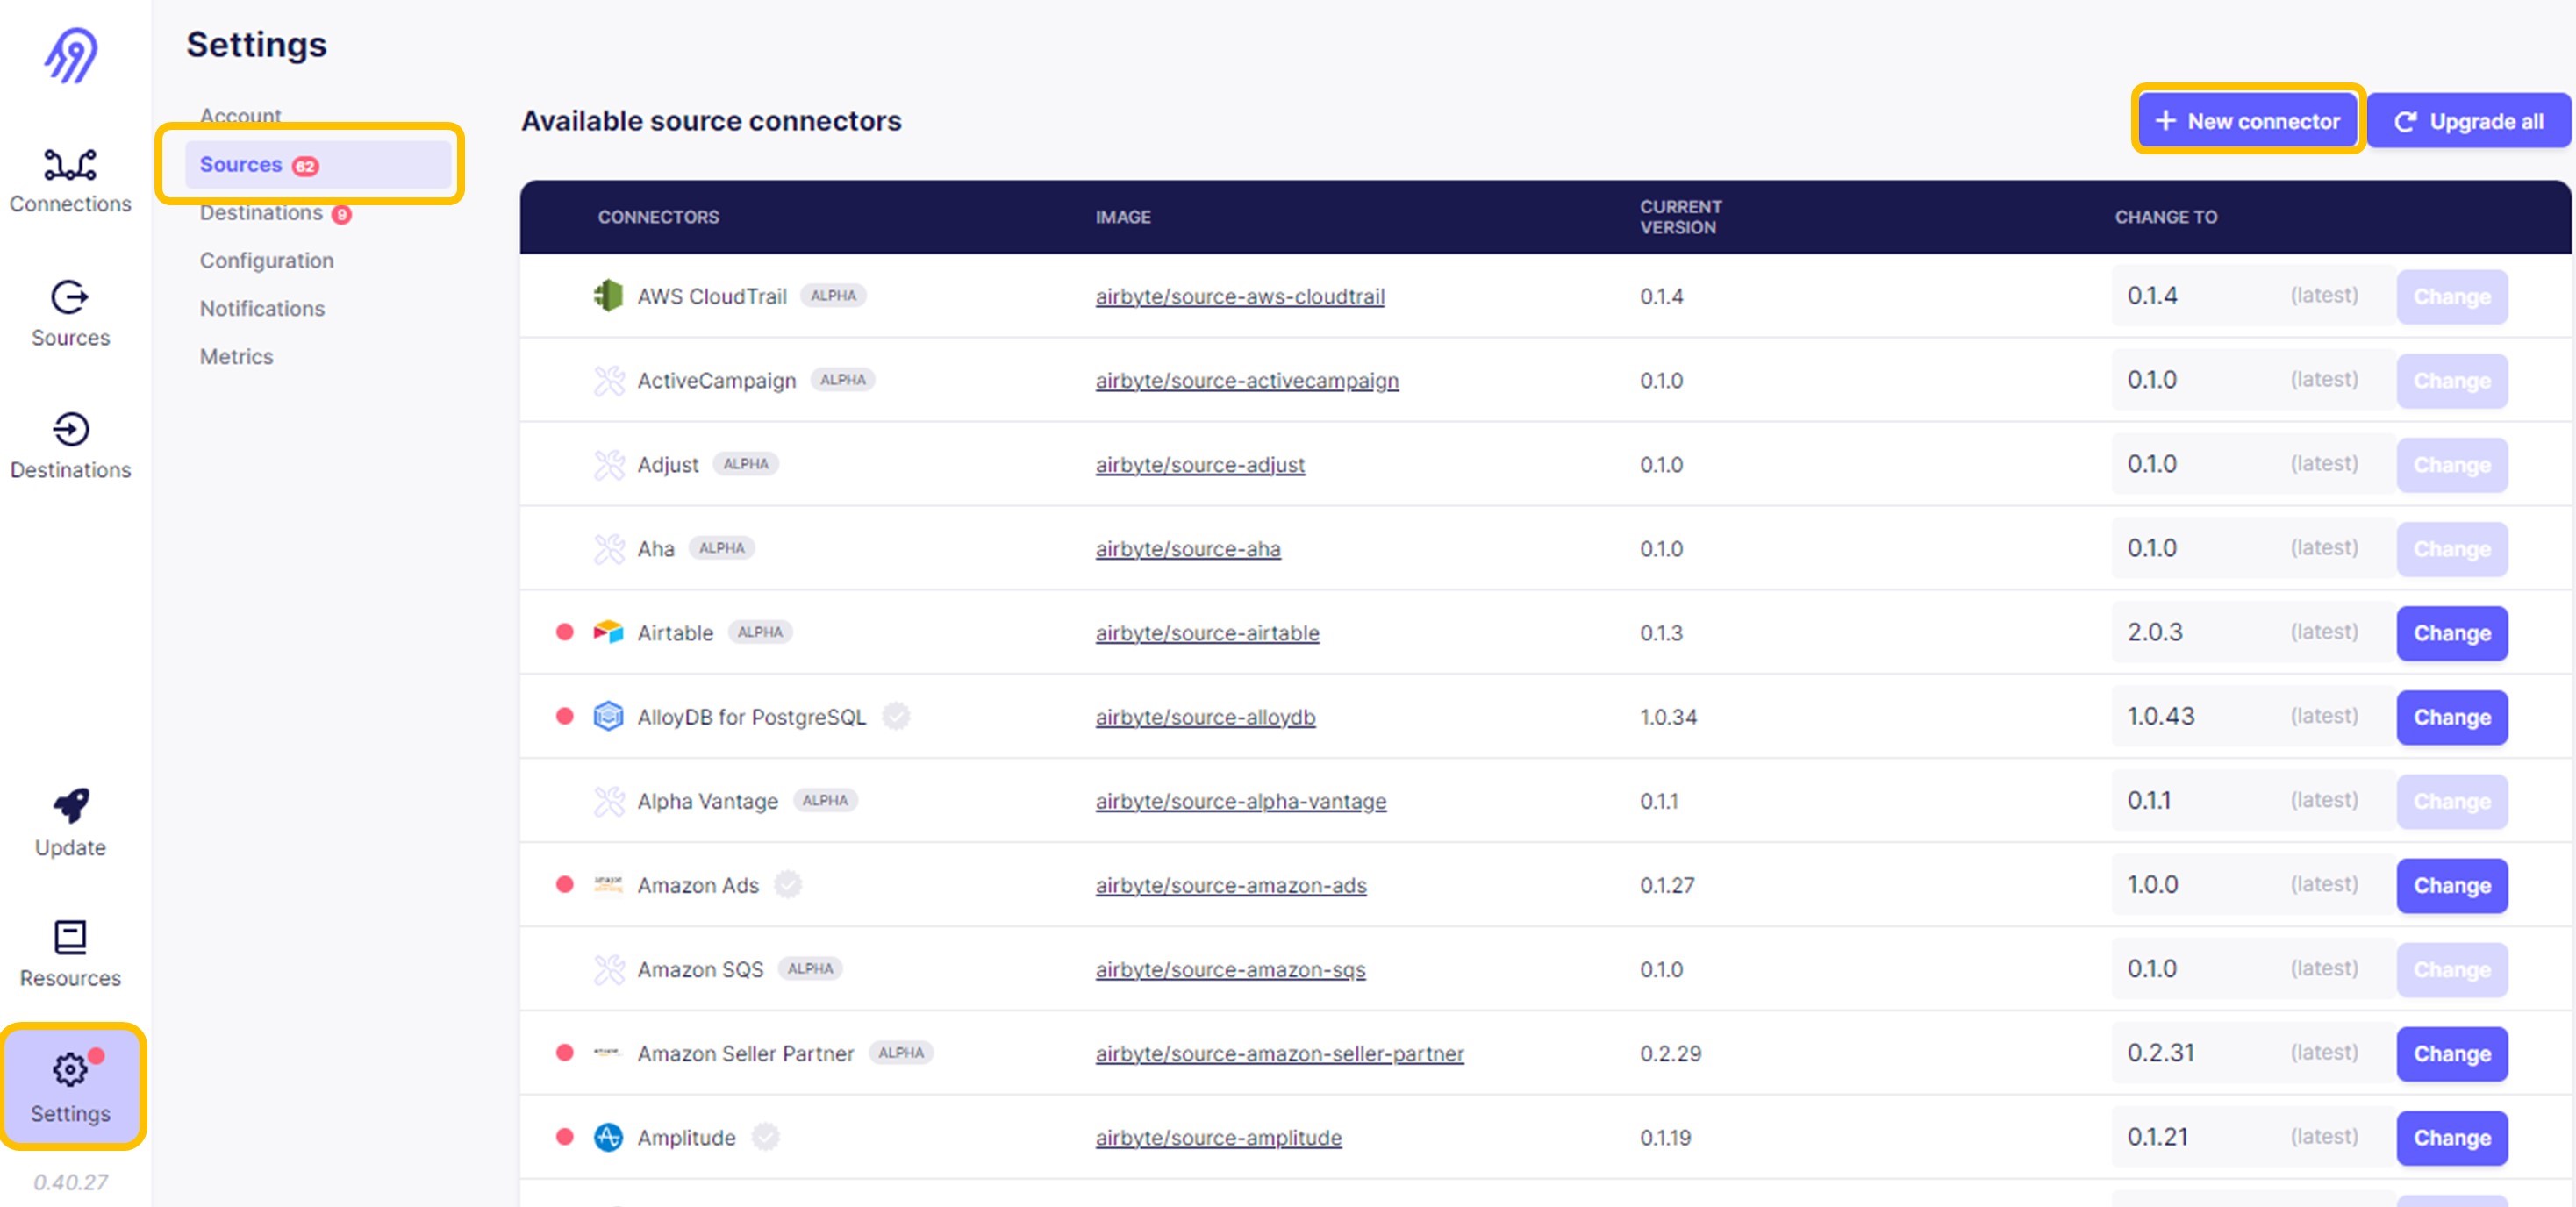 Settings
Connections
Sources
Destinations
Update
Resources
Settings
0.40.27
Account
Sources 62
Destinations 9
Configuration
Notifications
Metrics
Available source connectors
+ New connector
Upgrade all
CONNECTORS IMAGE CURRENT VERSION CHANGE TO
AWS CloudTrail ALPHA airbyte/source-aws-cloudtrail 0.1.4 0.1.4 (latest) Change
ActiveCampaign ALPHA airbyte/source-activecampaign 0.1.0 0.1.0 (latest) Change
Adjust ALPHA airbyte/source-adjust 0.1.0 0.1.0 (latest) Change
Aha ALPHA airbyte/source-aha 0.1.0 0.1.0 (latest) Change
Airtable ALPHA airbyte/source-airtable 0.1.3 2.0.3 (latest) Change
AlloyDB for PostgreSQL airbyte/source-alloydb 1.0.34 1.0.43 (latest) Change
Alpha Vantage ALPHA airbyte/source-alpha-vantage 0.1.1 0.1.1 (latest) Change
Amazon Ads airbyte/source-amazon-ads 0.1.27 1.0.0 (latest) Change
Amazon SQS ALPHA airbyte/source-amazon-sqs 0.1.0 0.1.0 (latest) Change
Amazon Seller Partner ALPHA airbyte/source-amazon-seller-partner 0.2.29 0.2.31 (latest) Change
Amplitude airbyte/source-amplitude 0.1.19 0.1.21 (latest) Change